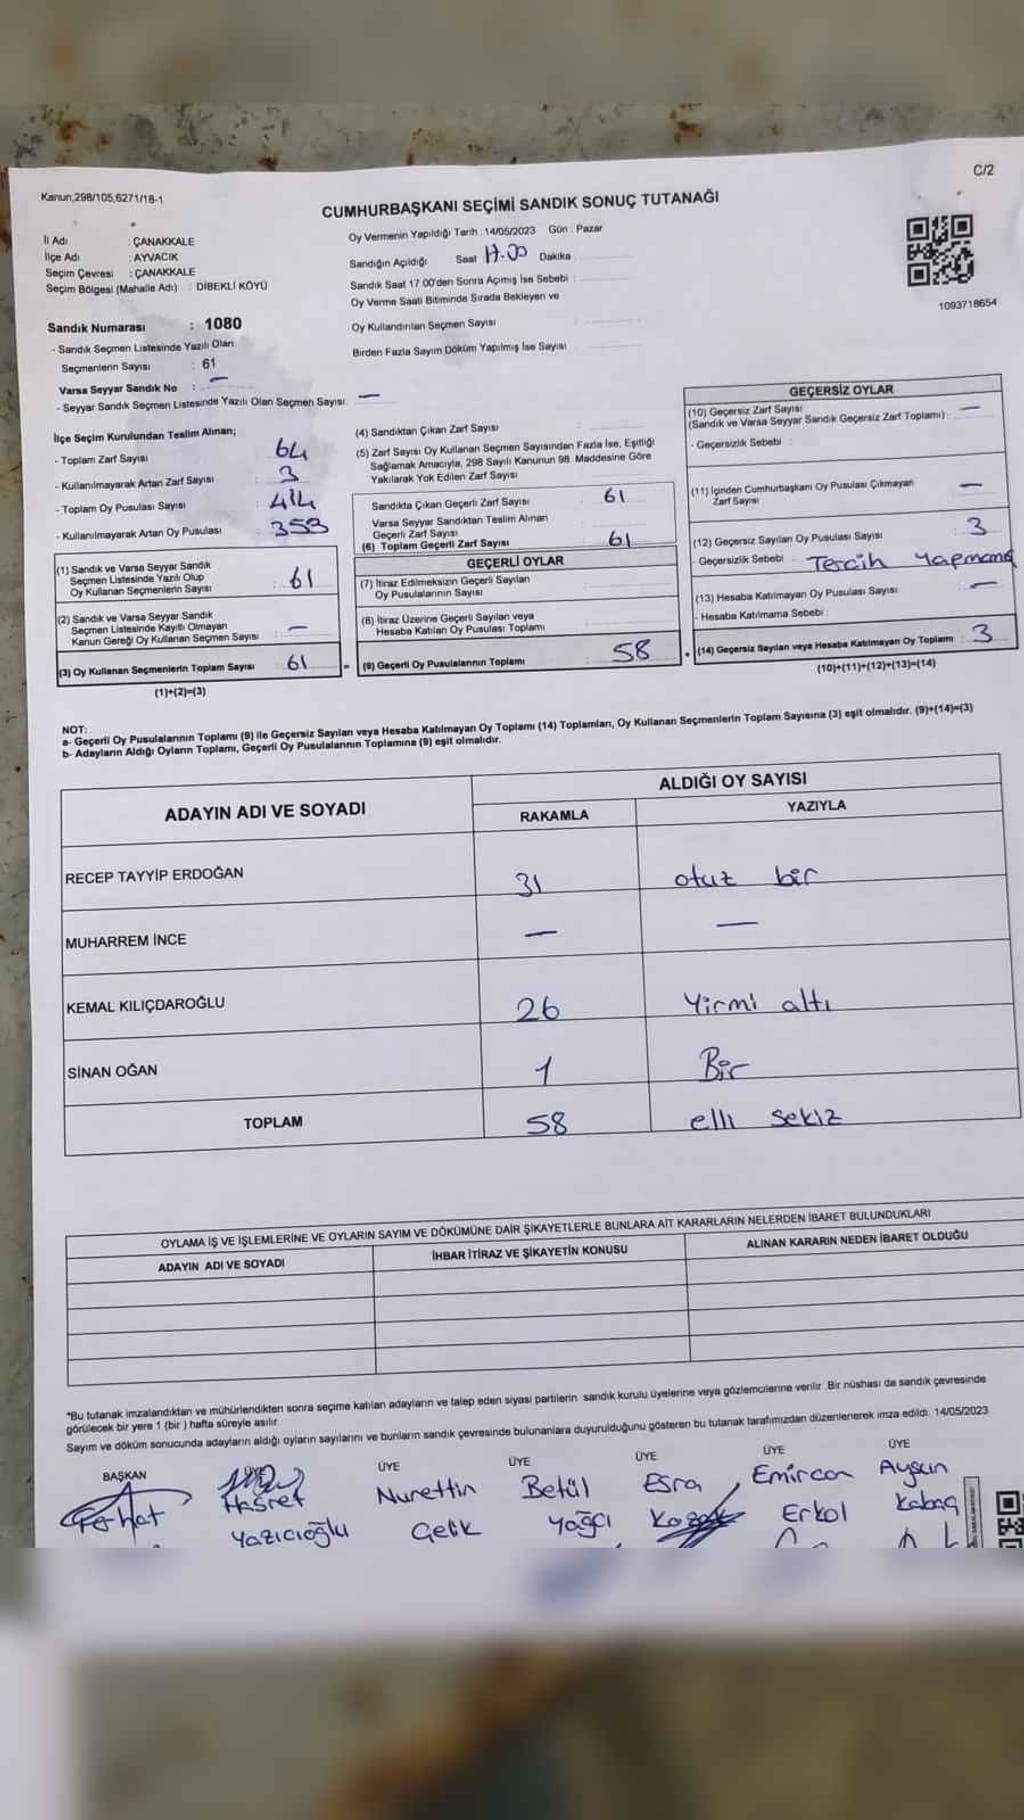 C/2
Kanun;298/105,6271/18-1
CUMHURBAŞKANI SEÇİMİ SANDIK SONUÇ TUTANAĞI
İl Adı : ÇANAKKALE
İlçe Adı : AYVACIK
Seçim Çevresi : ÇANAKKALE
Seçim Bölgesi (Mahalle Adı) : DİBEKLİ KÖYÜ
Oy Vermenin Yapıldığı Tarih : 14/05/2023 Gün : Pazar
Sandığın Açıldığı Saat 17.00 Dakika
Sandık Saat 17 00'den Sonra Açımış İse Sebebi
Oy Verme Saati Bitiminde Sırada Bekleyen ve
Oy Kullandırılan Seçmen Sayısı
Birden Fazla Sayım Döküm Yapılmış İse Sayısı
1093718654
Sandık Numarası : 1080
- Sandık Seçmen Listesinde Yazılı Olan
Seçmenlerin Sayısı : 61
Varsa Seyyar Sandık No : —
- Seyyar Sandık Seçmen Listesinde Yazılı Olan Seçmen Sayısı —
İlçe Seçim Kurulundan Teslim Alınan;
- Toplam Zarf Sayısı 64
- Kullanılmayarak Artan Zarf Sayısı 3
- Toplam Oy Pusulası Sayısı 414
- Kullanılmayarak Artan Oy Pusulası 353
(1) Sandık ve Varsa Seyyar Sandık
Seçmen Listesinde Yazılı Olup
Oy Kullanan Seçmenlerin Sayısı : 61
(2) Sandık ve Varsa Seyyar Sandık
Seçmen Listesinde Kayıtlı Olmayan
Kanun Gereği Oy Kullanan Seçmen Sayısı —
(3) Oy Kullanan Seçmenlerin Toplam Sayısı : 61
(1)+(2)=(3)
(4) Sandıktan Çıkan Zarf Sayısı
(5) Zarf Sayısı Oy Kullanan Seçmen Sayısından Fazla İse, Eşitliği
Sağlamak Amacıyla, 298 Sayılı Kanunun 98. Maddesine Göre
Yakılarak Yok Edilen Zarf Sayısı
Sandıkta Çıkan Geçerli Zarf Sayısı 61
Varsa Seyyar Sandıktan Teslim Alınan
Geçerli Zarf Sayısı
(6) Toplam Geçerli Zarf Sayısı 61
GEÇERLİ OYLAR
(7) İtiraz Edilmeksizin Geçerli Sayılan
Oy Pusulalarının Sayısı
(8) İtiraz Üzerine Geçerli Sayılan veya
Hesaba Katılan Oy Pusulası Toplamı
= (9) Geçerli Oy Pusulalarının Toplamı : 58
GEÇERSİZ OYLAR
(10) Geçersiz Zarf Sayısı
(Sandık ve Varsa Seyyar Sandık Geçersiz Zarf Toplamı) : —
- Geçersizlik Sebebi :
(11) İçinden Cumhurbaşkanı Oy Pusulası Çıkmayan
Zarf Sayısı —
(12) Geçersiz Sayılan Oy Pusulası Sayısı : 3
- Geçersizlik Sebebi Tercih Yapmama
(13) Hesaba Katılmayan Oy Pusulası Sayısı : —
- Hesaba Katılmama Sebebi :
+ (14) Geçersiz Sayılan veya Hesaba Katılmayan Oy Toplamı : 3
(10)+(11)+(12)+(13)=(14)
NOT:
a- Geçerli Oy Pusulalarının Toplamı (9) ile Geçersiz Sayılan veya Hesaba Katılmayan Oy Toplamı (14) Toplamları, Oy Kullanan Seçmenlerin Toplam Sayısına (3) eşit olmalıdır. (9)+(14)=(3)
b- Adayların Aldığı Oyların Toplamı, Geçerli Oy Pusulalarının Toplamına (9) eşit olmalıdır.
ADAYIN ADI VE SOYADI
ALDIĞI OY SAYISI
RAKAMLA YAZIYLA
RECEP TAYYİP ERDOĞAN 31 otuz bir
MUHARREM İNCE — —
KEMAL KILIÇDAROĞLU 26 Yirmi altı
SİNAN OĞAN 1 Bir
TOPLAM 58 elli sekiz
OYLAMA İŞ VE İŞLEMLERİNE VE OYLARIN SAYIM VE DÖKÜMÜNE DAİR ŞİKAYETLERLE BUNLARA AİT KARARLARIN NELERDEN İBARET BULUNDUKLARI
ADAYIN ADI VE SOYADI İHBAR İTİRAZ VE ŞİKAYETİN KONUSU ALINAN KARARIN NEDEN İBARET OLDUĞU
*Bu tutanak imzalandıktan ve mühürlendikten sonra seçime katılan adayların ve talep eden siyasi partilerin sandık kurulu üyelerine veya gözlemcilerine verilir. Bir nüshası da sandık çevresinde
görülecek bir yere 1 (bir ) hafta süreyle asılır.
Sayım ve döküm sonucunda adayların aldığı oyların sayılarını ve bunların sandık çevresinde bulunanlara duyurulduğunu gösteren bu tutanak tarafımızdan düzenlenerek imza edildi. 14/05/2023
BAŞKAN ÜYE ÜYE ÜYE ÜYE ÜYE ÜYE
Ferhat Hasret Nurettin Betül Esra Emircan Ayşen
Yazıcıoğlu Çelik Yağcı Erkol Kabaş